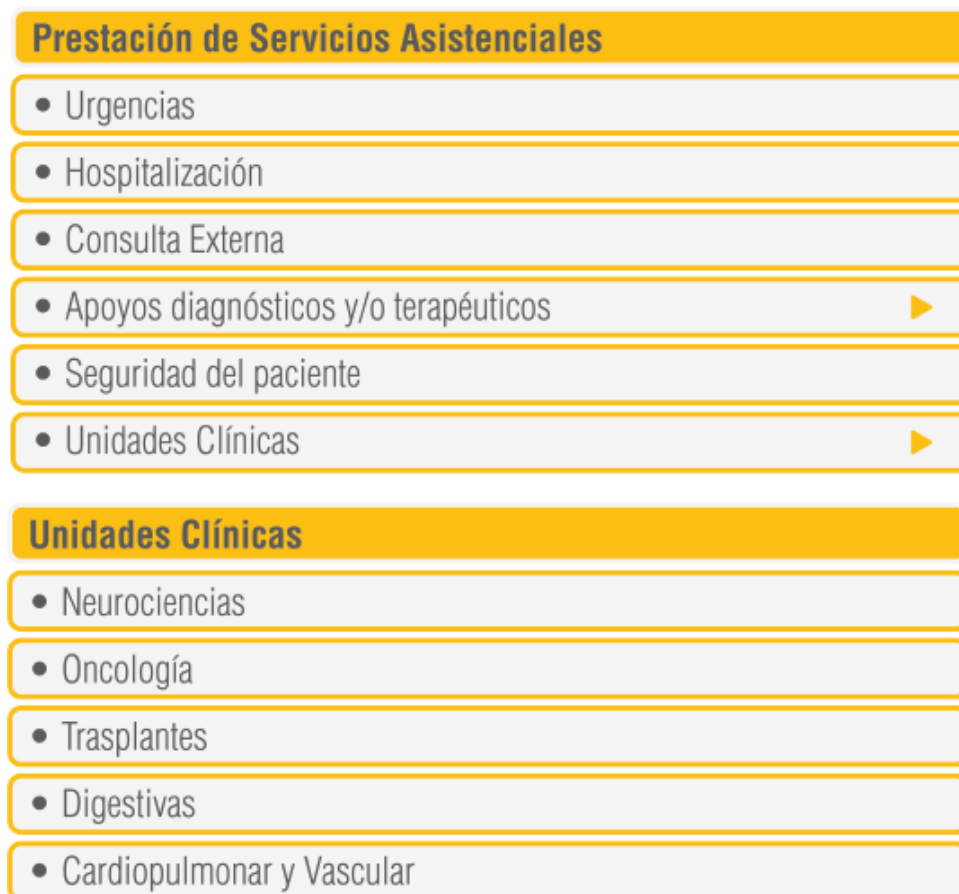 Prestación de Servicios Asistenciales
• Urgencias
• Hospitalización
• Consulta Externa
• Apoyos diagnósticos y/o terapéuticos
• Seguridad del paciente
• Unidades Clínicas
Unidades Clínicas
• Neurociencias
• Oncología
• Trasplantes
• Digestivas
• Cardiopulmonar y Vascular